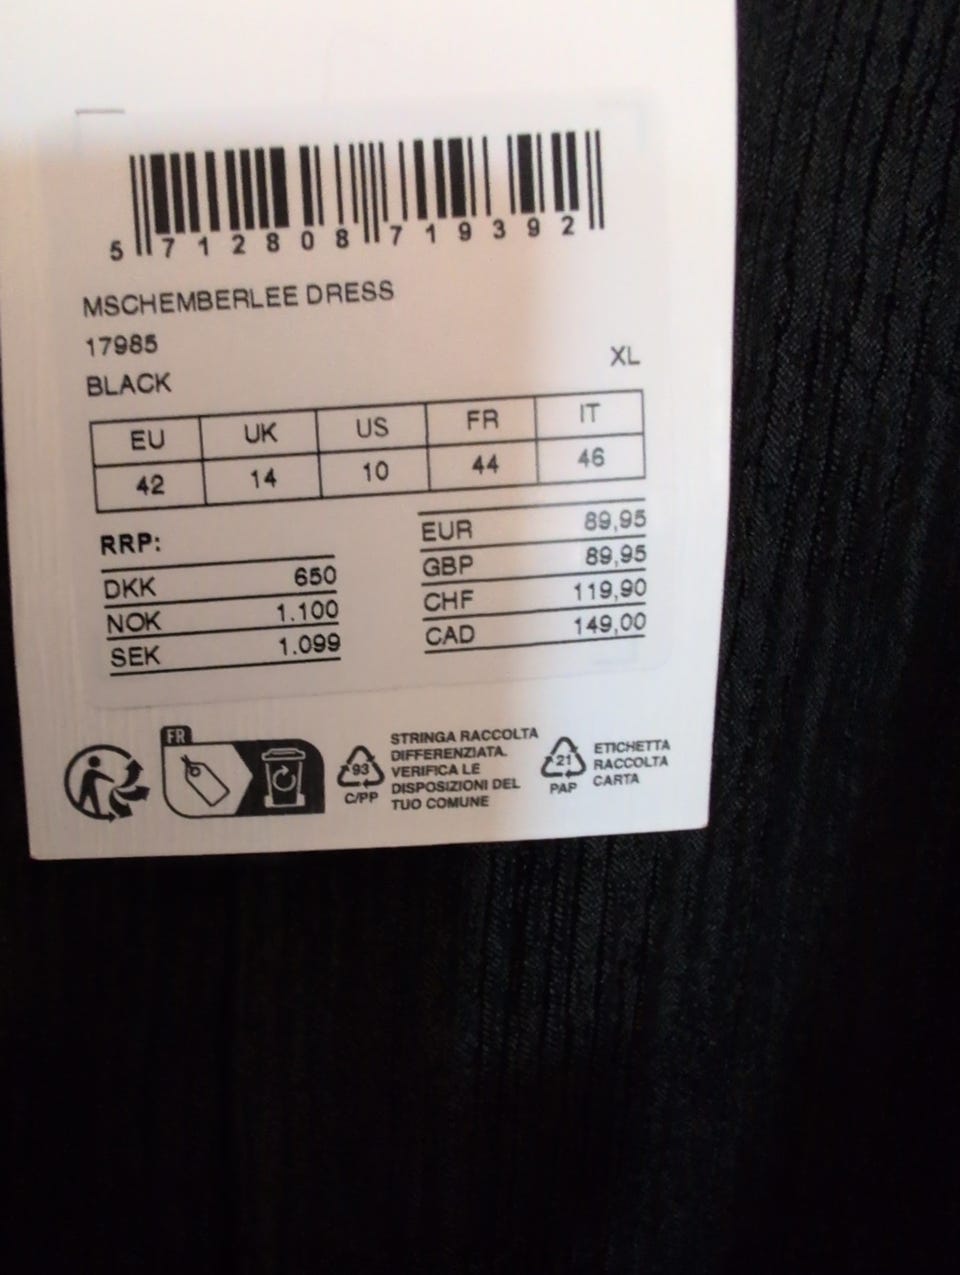 5 712808 719392
MSCHEMBERLEE DRESS
17985
BLACK
XL
EU UK US FR IT
42 14 10 44 46
RRP:
DKK 650
NOK 1.100
SEK 1.099
EUR 89,95
GBP 89,95
CHF 119,90
CAD 149,00
FR
93
C/PP
STRINGA RACCOLTA
DIFFERENZIATA.
VERIFICA LE
DISPOSIZIONI DEL
TUO COMUNE
21
PAP
ETICHETTA
RACCOLTA
CARTA